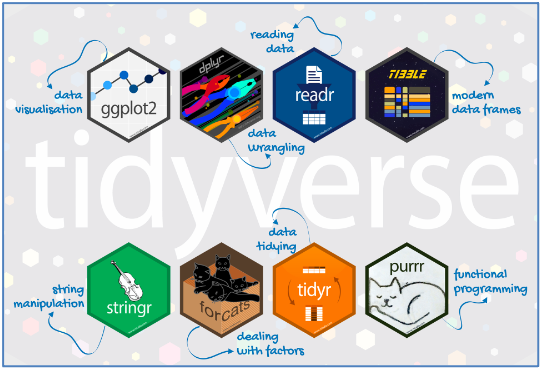 reading
data
data
visualisation
ggplot2
dplyr
data
wrangling
readr
TIBBLE
modern
data frames
tidyverse
string
manipulation
stringr
forcats
dealing
with factors
data
tidying
tidyr
purrr
functional
programming